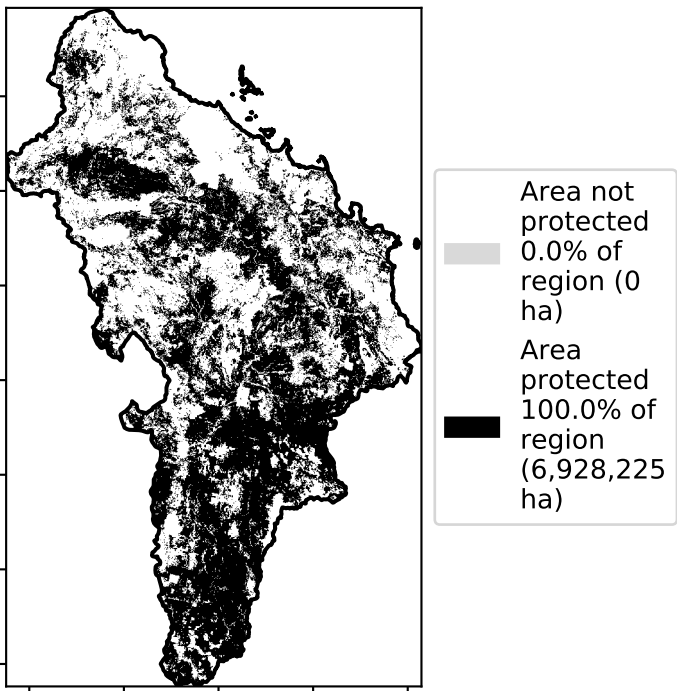 Area not
protected
0.0% of
region (0
ha)
Area
protected
100.0% of
region
(6,928,225
ha)